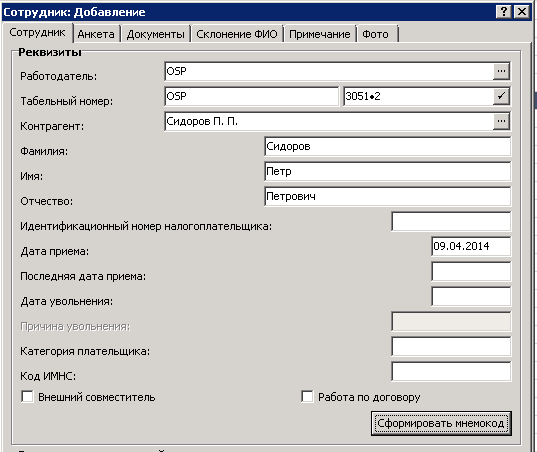 Сотрудник: Добавление
Сотрудник Анкета Документы Склонение ФИО Примечание Фото
Реквизиты
Работодатель: OSP ...
Табельный номер: OSP 3051•2
Контрагент: Сидоров П. П. ...
Фамилия: Сидоров
Имя: Петр
Отчество: Петрович
Идентификационный номер налогоплательщика:
Дата приема: 09.04.2014
Последняя дата приема:
Дата увольнения:
Причина увольнения:
Категория плательщика:
Код ИМНС:
Внешний совместитель Работа по договору
Сформировать мнемокод